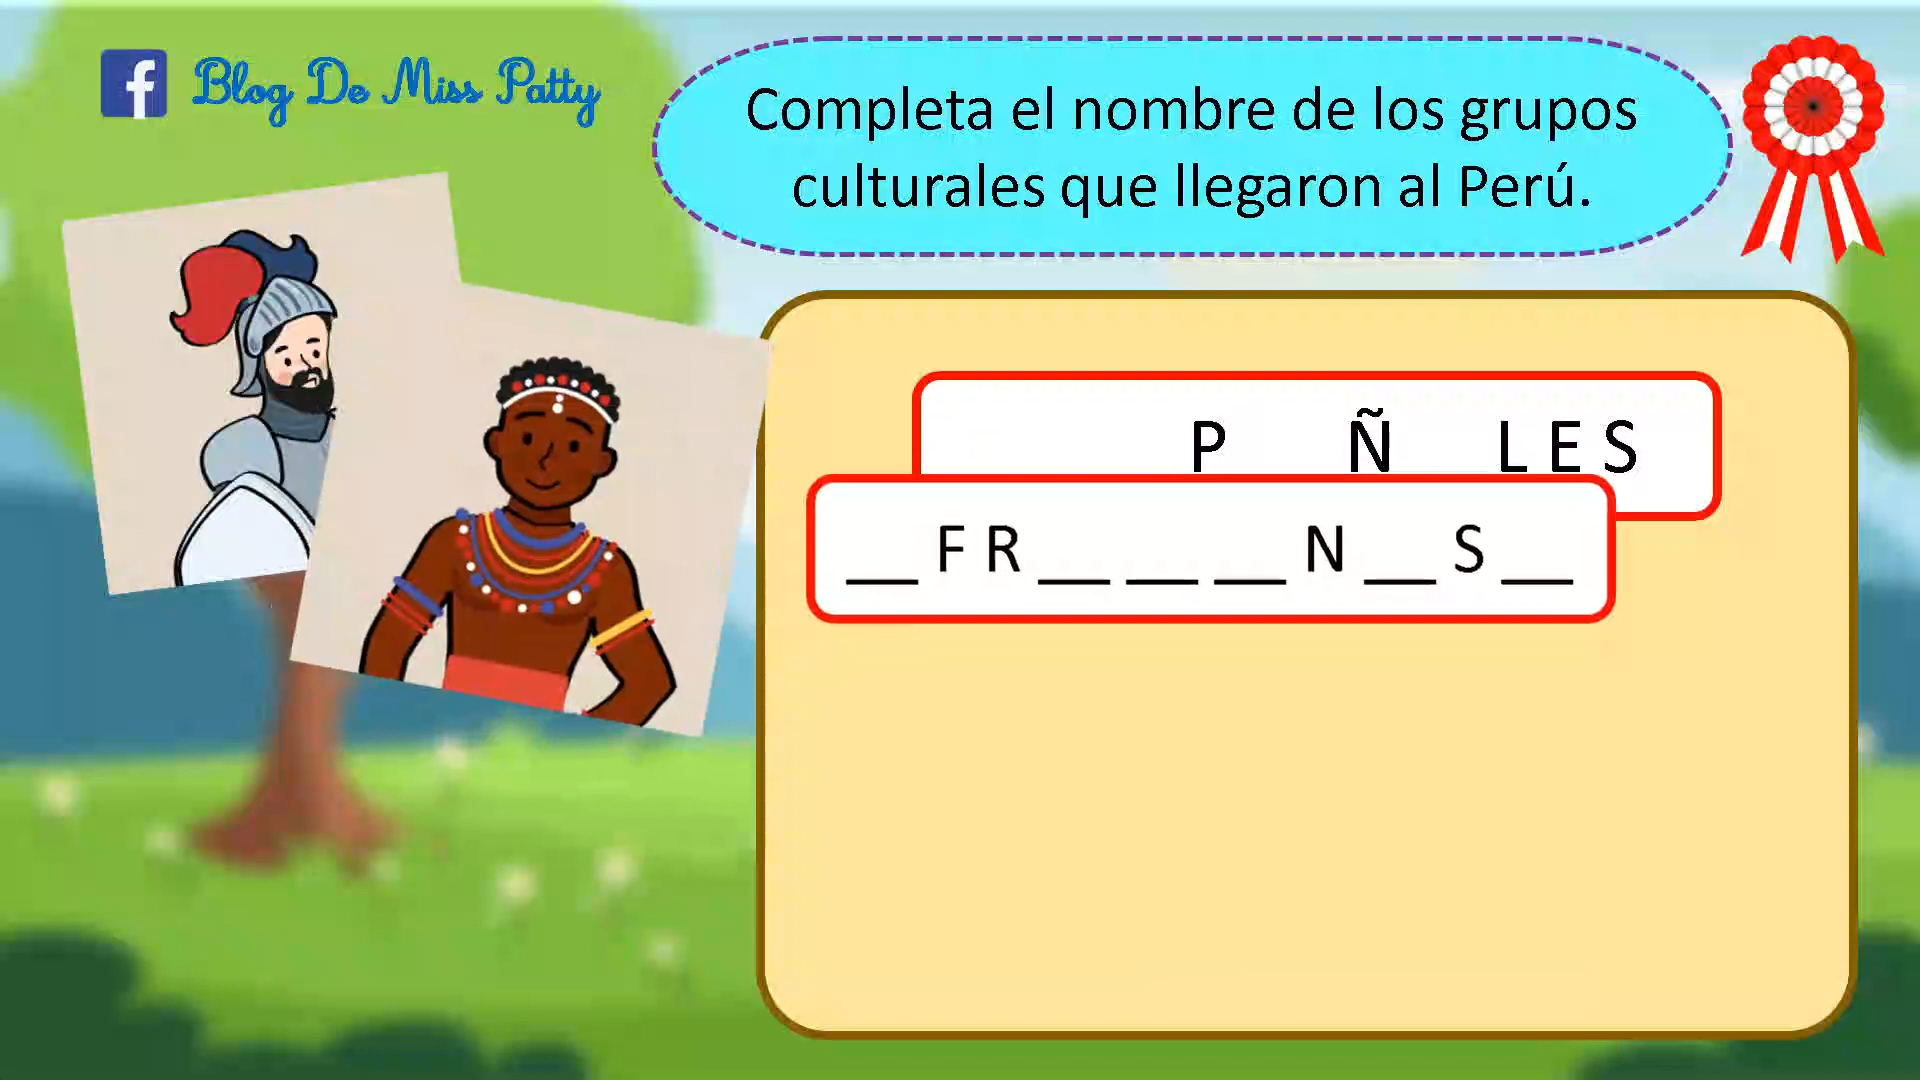 Blog De Miss Patty
Completa el nombre de los grupos
culturales que llegaron al Perú.
P Ñ L E S
__ F R __ __ __ N __ S __